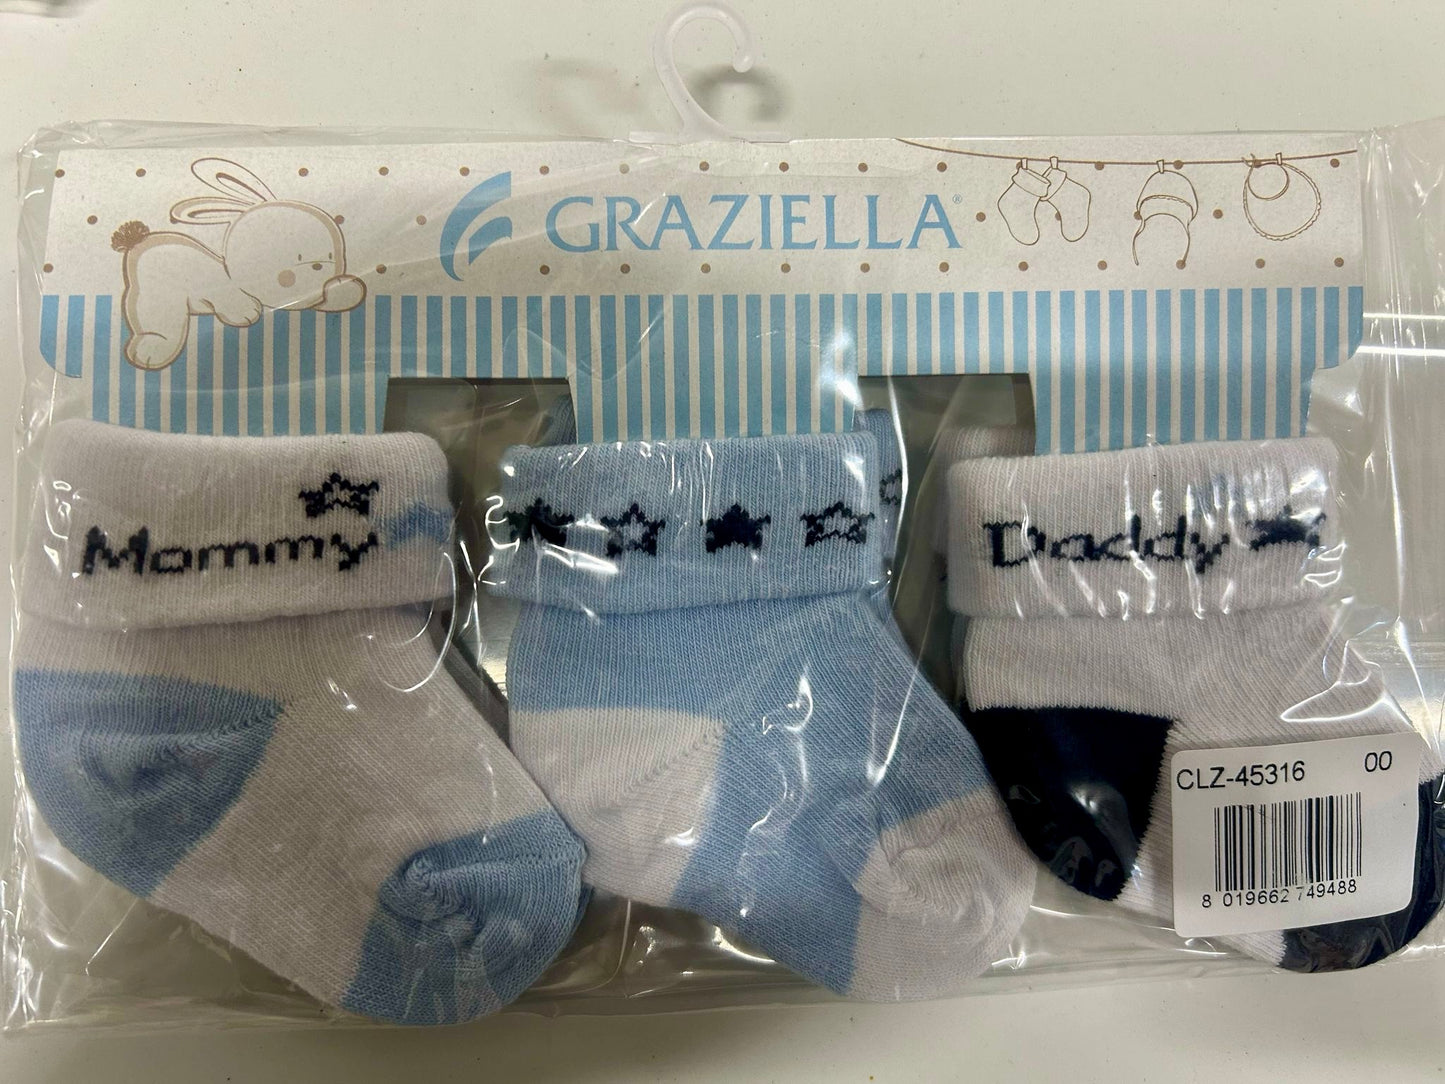 GRAZIELLA®
Mommy
Daddy
CLZ-45316 00
8 019662 749488